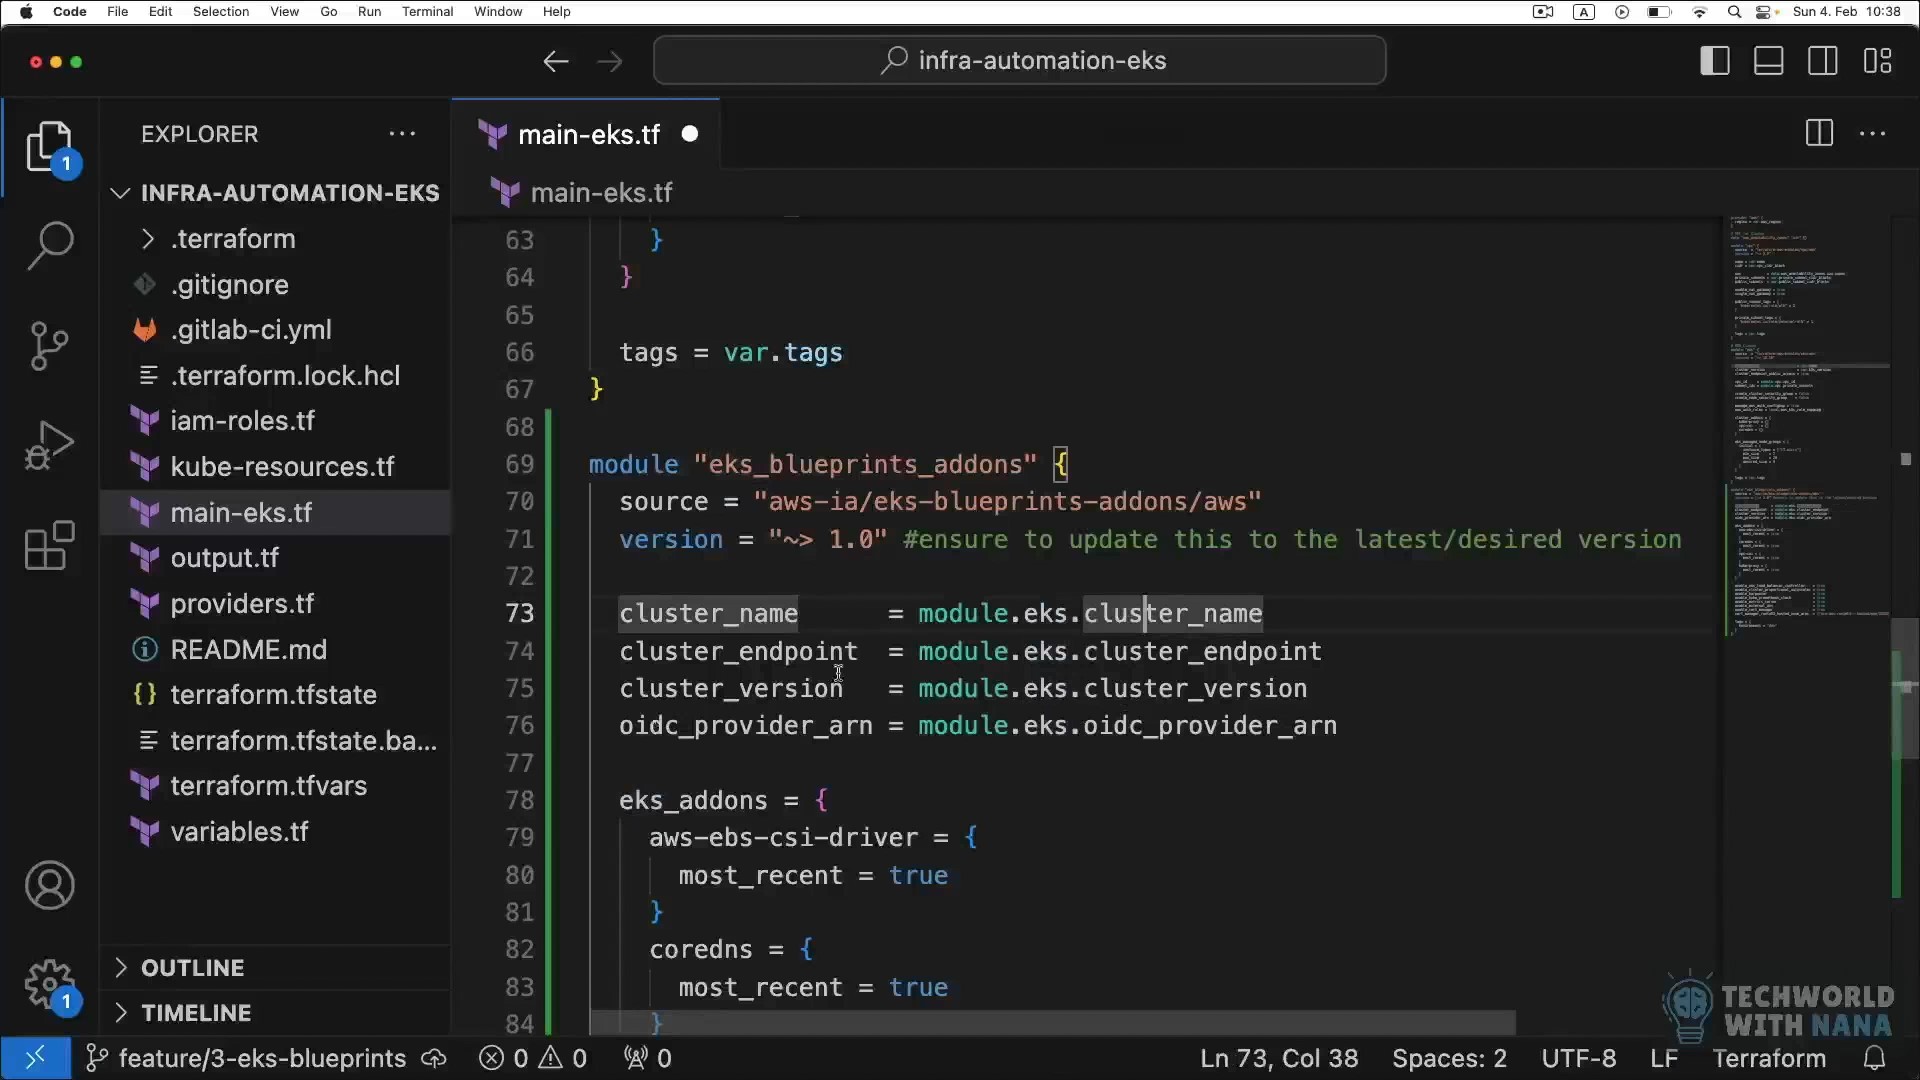 Code File Edit Selection View Go Run Terminal Window Help A Sun 4. Feb 10:38
infra-automation-eks
EXPLORER
1
INFRA-AUTOMATION-EKS
.terraform
.gitignore
.gitlab-ci.yml
.terraform.lock.hcl
iam-roles.tf
kube-resources.tf
main-eks.tf
output.tf
providers.tf
README.md
terraform.tfstate
terraform.tfstate.ba...
terraform.tfvars
variables.tf
OUTLINE
TIMELINE
1
main-eks.tf
main-eks.tf
63 }
64 }
65
66 tags = var.tags
67 }
68
69 module "eks_blueprints_addons" {
70 source = "aws-ia/eks-blueprints-addons/aws"
71 version = "~> 1.0" #ensure to update this to the latest/desired version
72
73 cluster_name = module.eks.cluster_name
74 cluster_endpoint = module.eks.cluster_endpoint
75 cluster_version = module.eks.cluster_version
76 oidc_provider_arn = module.eks.oidc_provider_arn
77
78 eks_addons = {
79 aws-ebs-csi-driver = {
80 most_recent = true
81 }
82 coredns = {
83 most_recent = true
84 }
TECHWORLD
WITH NANA
feature/3-eks-blueprints 0 0 0 Ln 73, Col 38 Spaces: 2 UTF-8 LF Terraform